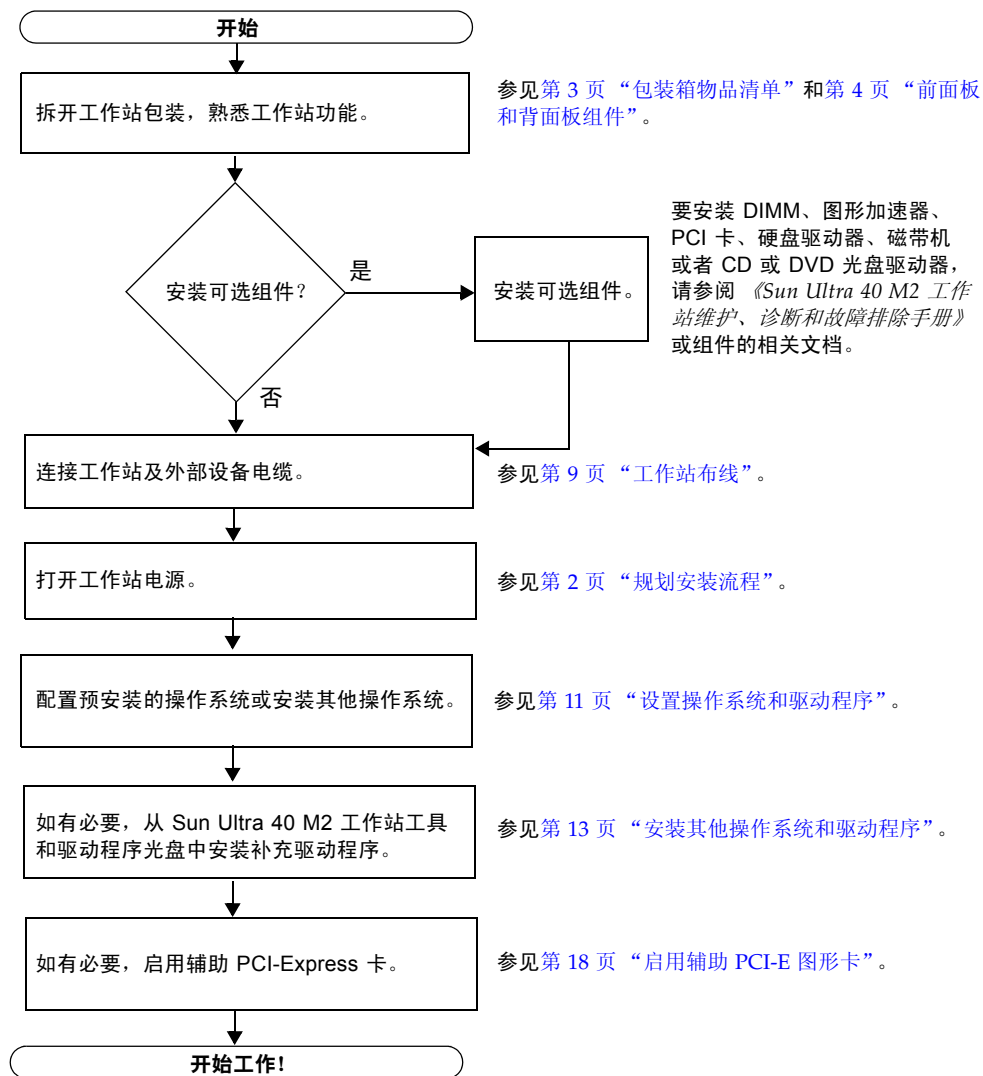 开始
拆开工作站包装，熟悉工作站功能。
参见第 3 页 “包装箱物品清单”和第 4 页 “前面板
和背面板组件”。
安装可选组件？
是
安装可选组件。
要安装 DIMM、图形加速器、
PCI 卡、硬盘驱动器、磁带机
或者 CD 或 DVD 光盘驱动器，
请参阅 《Sun Ultra 40 M2 工作
站维护、诊断和故障排除手册》
或组件的相关文档。
否
连接工作站及外部设备电缆。
参见第 9 页 “工作站布线”。
打开工作站电源。
参见第 2 页 “规划安装流程”。
配置预安装的操作系统或安装其他操作系统。
参见第 11 页 “设置操作系统和驱动程序”。
如有必要，从 Sun Ultra 40 M2 工作站工具
和驱动程序光盘中安装补充驱动程序。
参见第 13 页 “安装其他操作系统和驱动程序”。
如有必要，启用辅助 PCI-Express 卡。
参见第 18 页 “启用辅助 PCI-E 图形卡”。
开始工作！